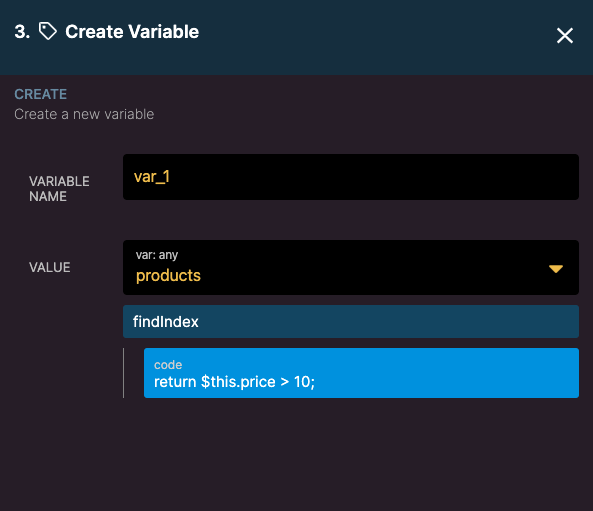 3. Create Variable
CREATE
Create a new variable
VARIABLE
NAME
var_1
VALUE
var: any
products
findIndex
code
return $this.price > 10;